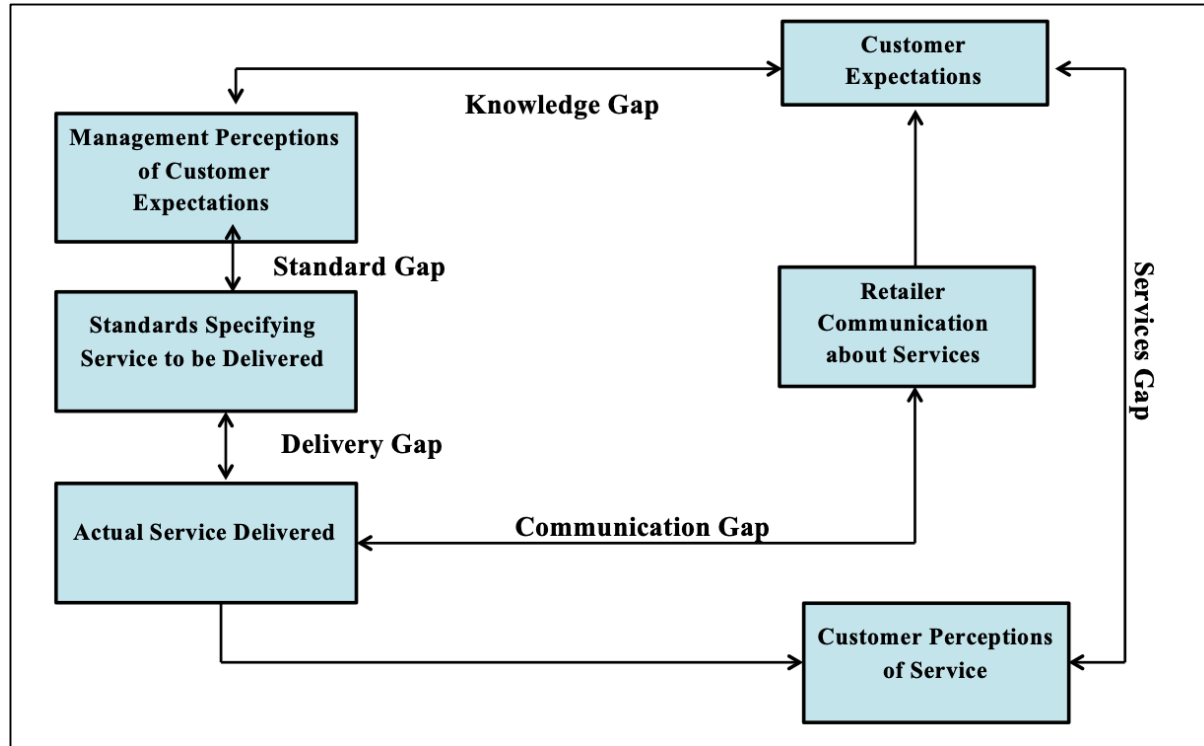 Customer
Expectations
Knowledge Gap
Management Perceptions
of Customer
Expectations
Standard Gap
Standards Specifying
Service to be Delivered
Retailer
Communication
about Services
Services Gap
Delivery Gap
Actual Service Delivered
Communication Gap
Customer Perceptions
of Service